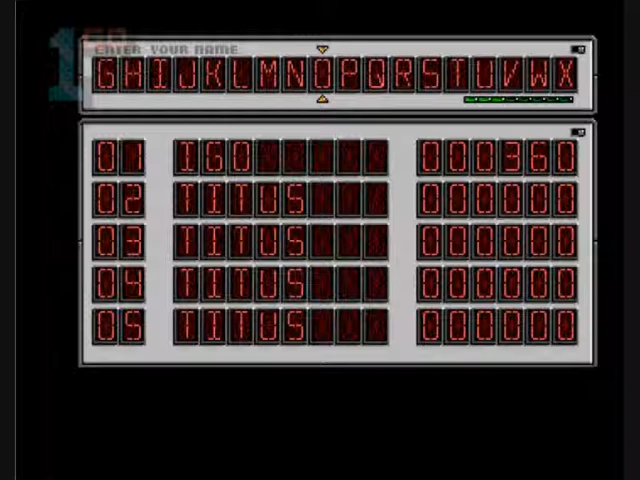 ENTER YOUR NAME
GHIJKLMNOPQRSTUVWX
01 IGO 000360
02 TITUS 000000
03 TITUS 000000
04 TITUS 000000
05 TITUS 000000